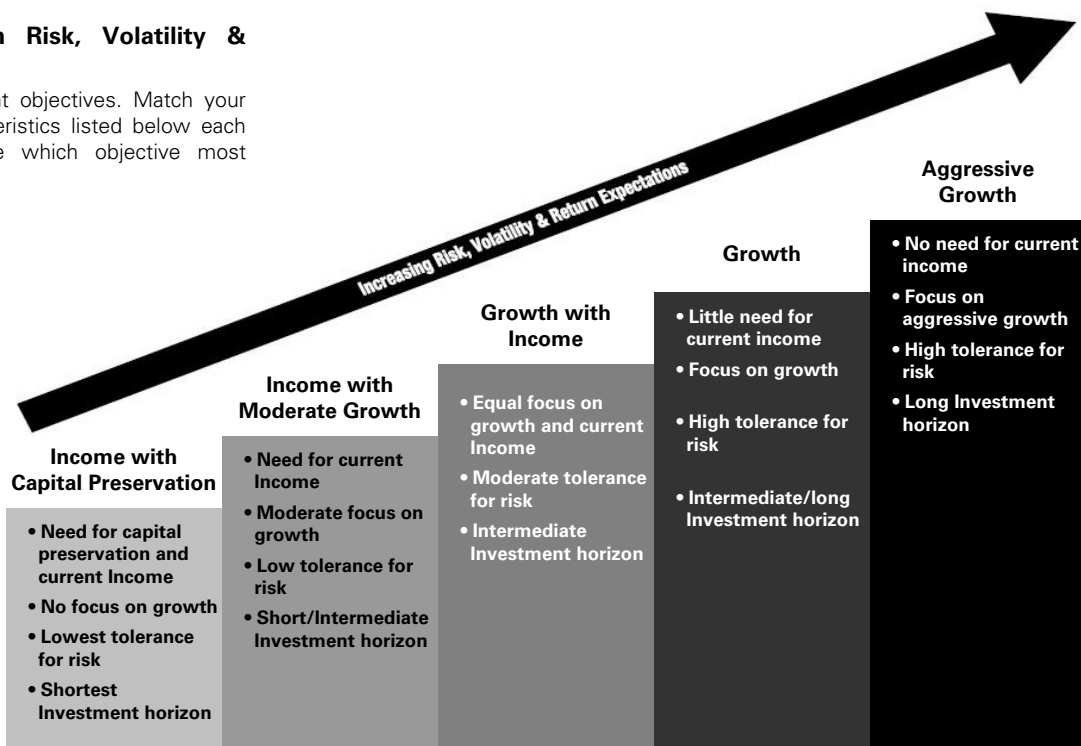 Risk, Volatility &
objectives. Match your
listed below each
which objective most
Increasing Risk, Volatility & Return Expectations
Income with
Capital Preservation
• Need for capital
preservation and
current Income
• No focus on growth
• Lowest tolerance
for risk
• Shortest
Investment horizon
Income with
Moderate Growth
• Need for current
Income
• Moderate focus on
growth
• Low tolerance for
risk
• Short/Intermediate
Investment horizon
Growth with
Income
• Equal focus on
growth and current
Income
• Moderate tolerance
for risk
• Intermediate
Investment horizon
Growth
• Little need for
current income
• Focus on growth
• High tolerance for
risk
• Intermediate/long
Investment horizon
Aggressive
Growth
• No need for current
income
• Focus on
aggressive growth
• High tolerance for
risk
• Long Investment
horizon